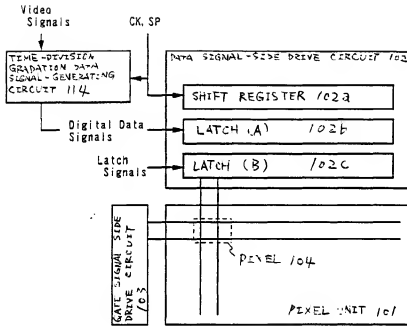 Video
Signals
CK, SP
TIME-DIVISION
GRADATION DATA
SIGNAL-GENERATING
CIRCUIT 114
DATA SIGNAL-SIDE DRIVE CIRCUIT 102
SHIFT REGISTER 102a
Digital Data
Signals
LATCH (A) 102b
Latch
Signals
LATCH (B) 102c
GATE SIGNAL SIDE
DRIVE CIRCUIT
103
PIXEL 104
PIXEL UNIT 101